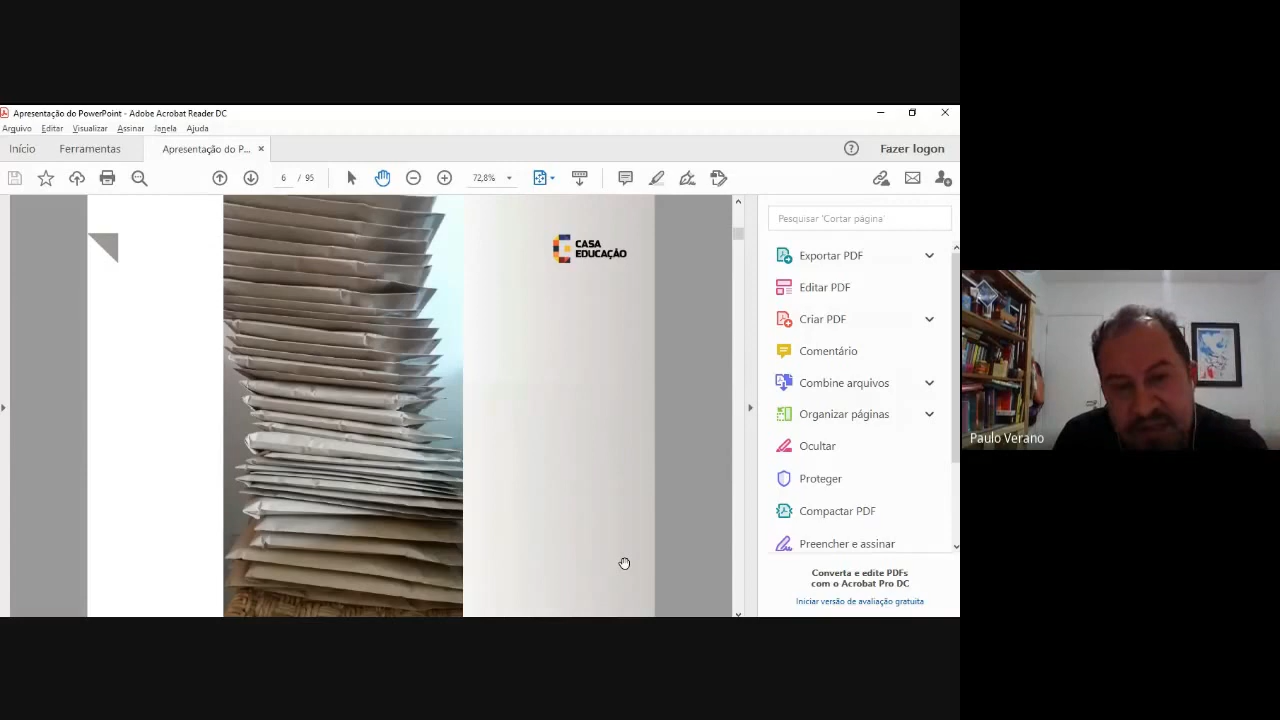 Apresentação do PowerPoint - Adobe Acrobat Reader DC
Arquivo Editar Visualizar Assinar Janela Ajuda
Início Ferramentas Apresentação do P... × Fazer logon
6 / 95 72,8%
Pesquisar 'Cortar página'
CASA
EDUCAÇÃO
Exportar PDF
Editar PDF
Criar PDF
Comentário
Combine arquivos
Organizar páginas
Ocultar
Proteger
Compactar PDF
Preencher e assinar
Converta e edite PDFs
com o Acrobat Pro DC
Iniciar versão de avaliação gratuita
Paulo Verano